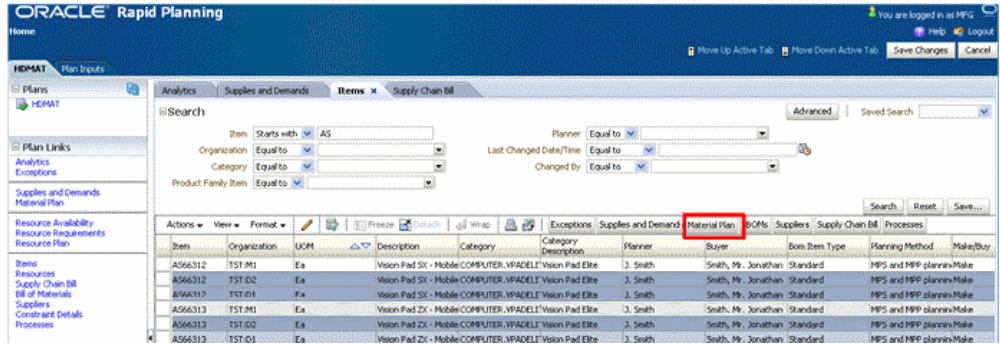 ORACLE Rapid Planning
You are logged in as MFG
Home
Help Logout
Move Up Active Tab Move Down Active Tab Save Changes Cancel
HDMAT Plan Inputs
Plans
HDMAT
Plan Links
Analytics
Exceptions
Supplies and Demands
Material Plan
Resource Availability
Resource Requirements
Resource Plan
Items
Resources
Supply Chain Bill
Bill of Materials
Suppliers
Constraint Details
Processes
Analytics Supplies and Demands Items x Supply Chain Bill
Search Advanced Saved Search
Item Starts with AS Planner Equal to
Organization Equal to Last Changed Date/Time Equal to
Category Equal to Changed By Equal to
Product Family Item Equal to
Search Reset Save...
Actions View Format Freeze Detach Wrap Exceptions Supplies and Demand Material Plan BOMs Suppliers Supply Chain Bill Processes
Item Organization UOM Description Category Category Description Planner Buyer Bom Item Type Planning Method Make/Buy
AS66312 TST:M1 Ea Vision Pad SX - Mobile COMPUTER.VPADELI Vision Pad Elite J. Smith Smith, Mr. Jonathan Standard MPS and MPP plannin Make
AS66312 TST:D2 Ea Vision Pad SX - Mobile COMPUTER.VPADELI Vision Pad Elite J. Smith Smith, Mr. Jonathan Standard MPS and MPP plannin Make
AS66312 TST:D1 Ea Vision Pad SX - Mobile COMPUTER.VPADELI Vision Pad Elite J. Smith Smith, Mr. Jonathan Standard MPS and MPP plannin Make
AS66313 TST:M1 Ea Vision Pad ZX - Mobile COMPUTER.VPADELI Vision Pad Elite J. Smith Smith, Mr. Jonathan Standard MPS and MPP plannin Make
AS66313 TST:D2 Ea Vision Pad ZX - Mobile COMPUTER.VPADELI Vision Pad Elite J. Smith Smith, Mr. Jonathan Standard MPS and MPP plannin Make
AS66313 TST:D1 Ea Vision Pad ZX - Mobile COMPUTER.VPADELI Vision Pad Elite J. Smith Smith, Mr. Jonathan Standard MPS and MPP plannin Make